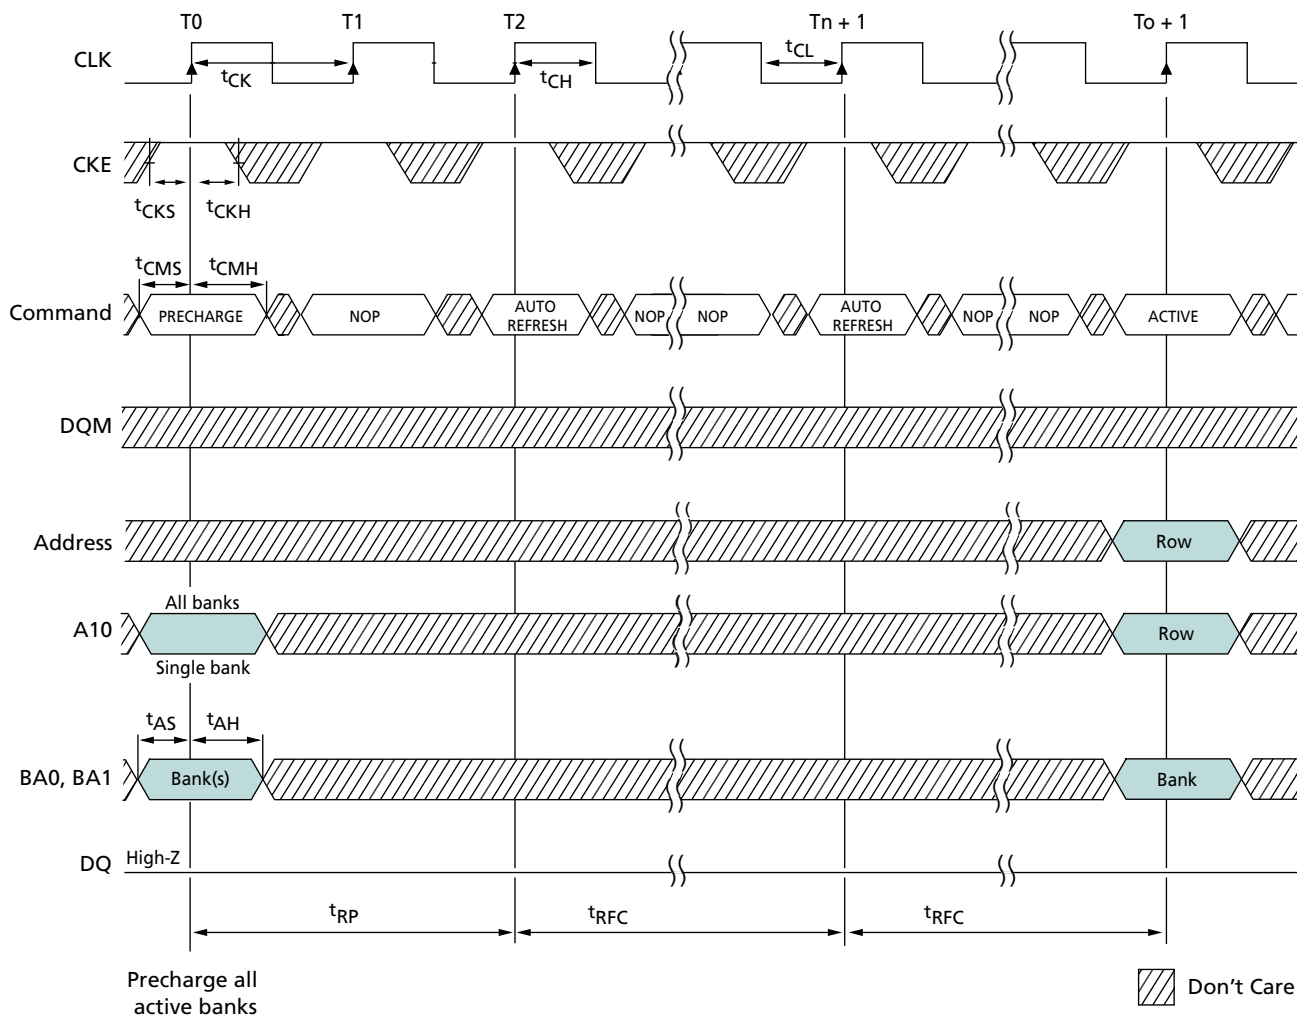 T0 T1 T2 Tn + 1 To + 1
CLK
tCK tCH tCL
CKE
tCKS tCKH
tCMS tCMH
Command PRECHARGE NOP AUTO REFRESH NOP NOP AUTO REFRESH NOP NOP ACTIVE
DQM
Address Row
All banks
A10 Row
Single bank
tAS tAH
BA0, BA1 Bank(s) Bank
DQ High-Z
tRP tRFC tRFC
Precharge all
active banks
Don't Care